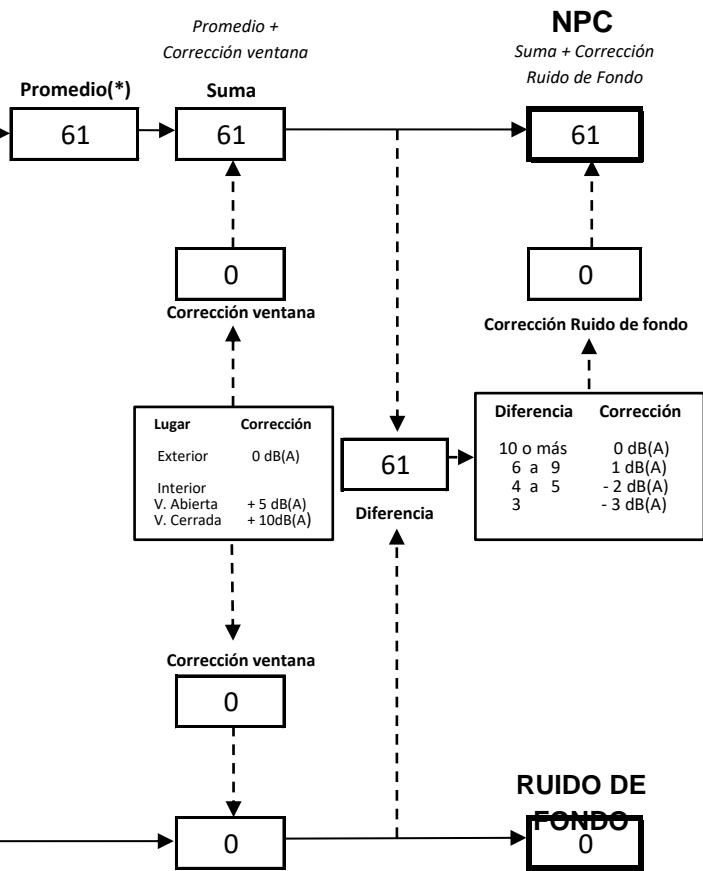 Promedio +
Corrección ventana
NPC
Suma + Corrección
Ruido de Fondo
Promedio(*)
Suma
61
61
61
0
0
Corrección ventana
Corrección Ruido de fondo
Lugar Corrección
Exterior 0 dB(A)
Interior
V. Abierta + 5 dB(A)
V. Cerrada + 10dB(A)
61
Diferencia
Diferencia Corrección
10 o más 0 dB(A)
6 a 9 1 dB(A)
4 a 5 - 2 dB(A)
3 - 3 dB(A)
Corrección ventana
0
RUIDO DE
FONDO
0
0